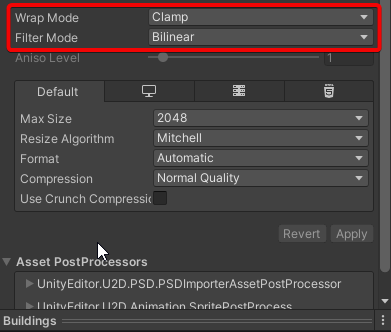 Wrap Mode Clamp
Filter Mode Bilinear
Aniso Level 1
Default
Max Size 2048
Resize Algorithm Mitchell
Format Automatic
Compression Normal Quality
Use Crunch Compressic
Revert Apply
Asset PostProcessors
UnityEditor.U2D.PSD.PSDImporterAssetPostProcessor
UnityEditor.U2D.Animation.SpritePostProcess
Buildings